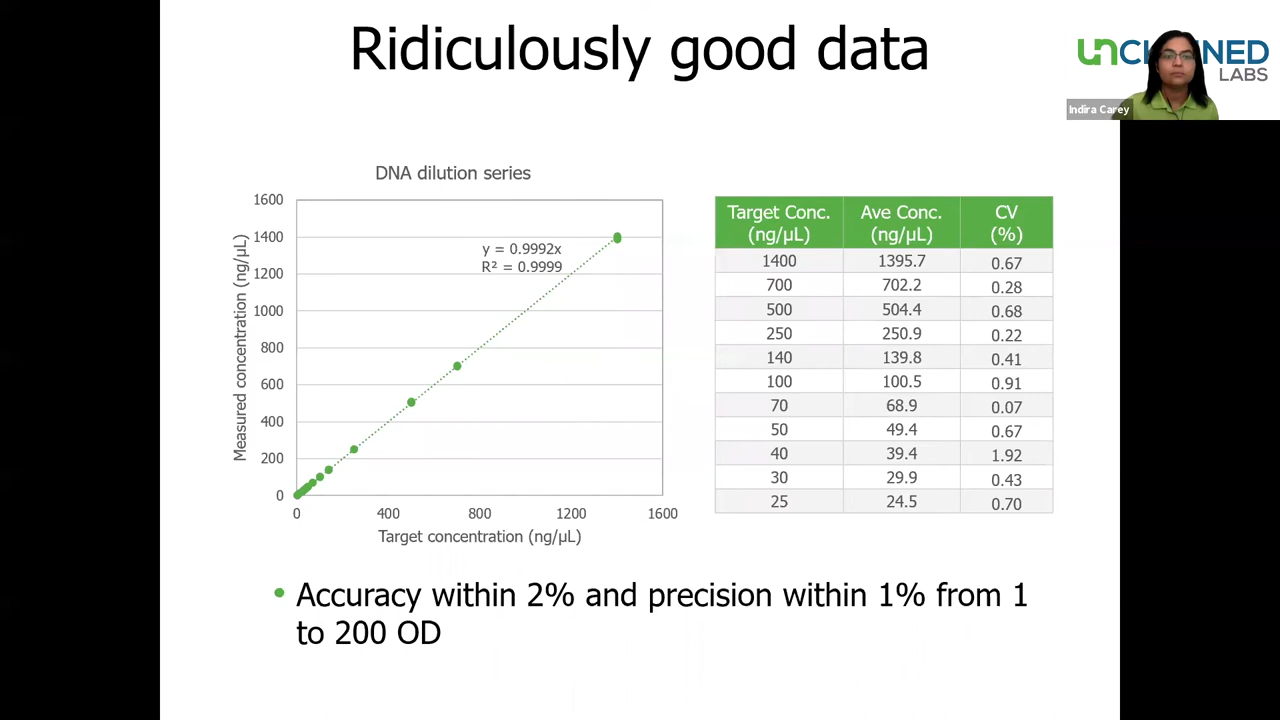 Ridiculously good data
LABS
Indira Carey
DNA dilution series
1600
1400
1200
1000
800
600
400
200
0
Measured concentration (ng/µL)
y = 0.9992x
R² = 0.9999
0 400 800 1200 1600
Target concentration (ng/µL)
Target Conc. (ng/µL) Ave Conc. (ng/µL) CV (%)
1400 1395.7 0.67
700 702.2 0.28
500 504.4 0.68
250 250.9 0.22
140 139.8 0.41
100 100.5 0.91
70 68.9 0.07
50 49.4 0.67
40 39.4 1.92
30 29.9 0.43
25 24.5 0.70
• Accuracy within 2% and precision within 1% from 1
to 200 OD